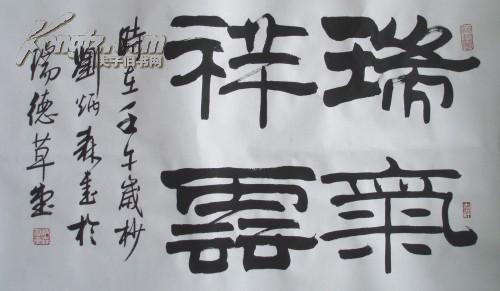 瑞氣
祥雲
時在壬午歲杪
劉炳森書於
瑞德草堂